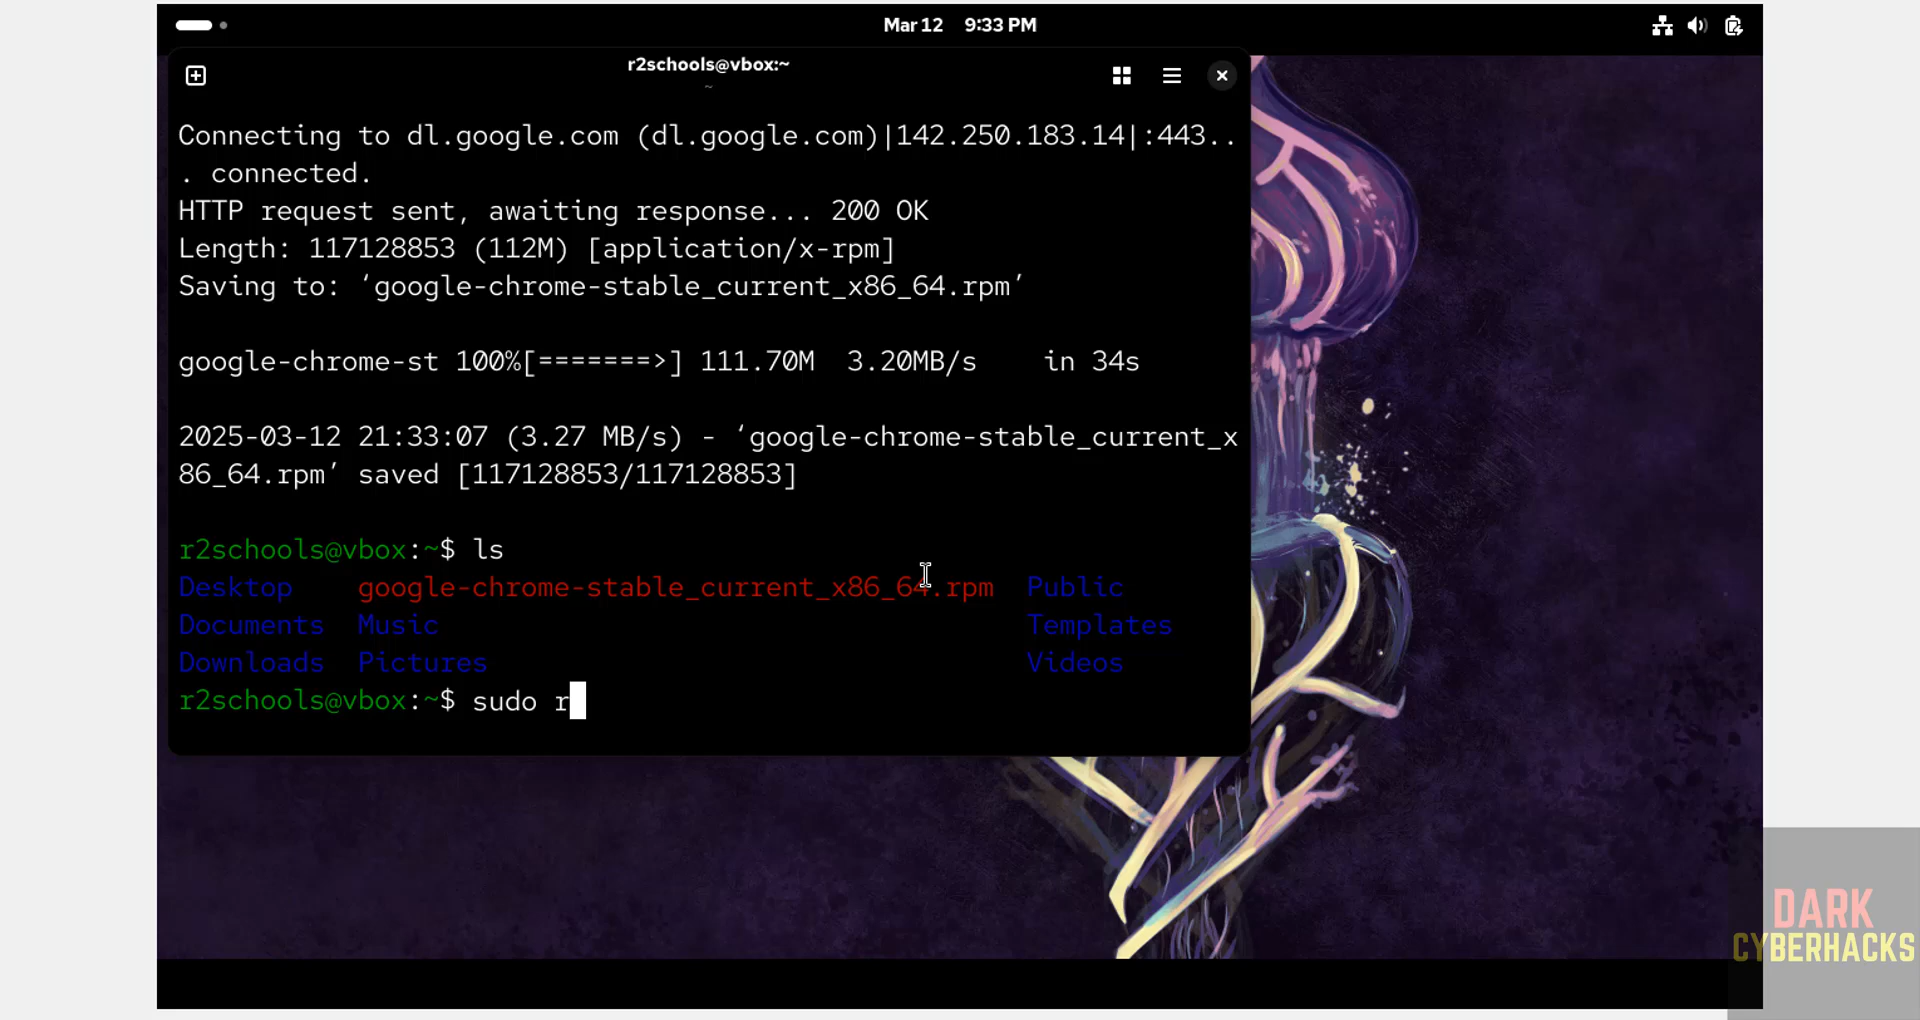 Mar 12 9:33 PM
r2schools@vbox:~
~
Connecting to dl.google.com (dl.google.com)|142.250.183.14|:443..
. connected.
HTTP request sent, awaiting response... 200 OK
Length: 117128853 (112M) [application/x-rpm]
Saving to: ‘google-chrome-stable_current_x86_64.rpm’
google-chrome-st 100%[=======>] 111.70M 3.20MB/s in 34s
2025-03-12 21:33:07 (3.27 MB/s) - ‘google-chrome-stable_current_x
86_64.rpm’ saved [117128853/117128853]
r2schools@vbox:~$ ls
Desktop google-chrome-stable_current_x86_64.rpm Public
Documents Music Templates
Downloads Pictures Videos
r2schools@vbox:~$ sudo r
DARK
CYBERHACKS